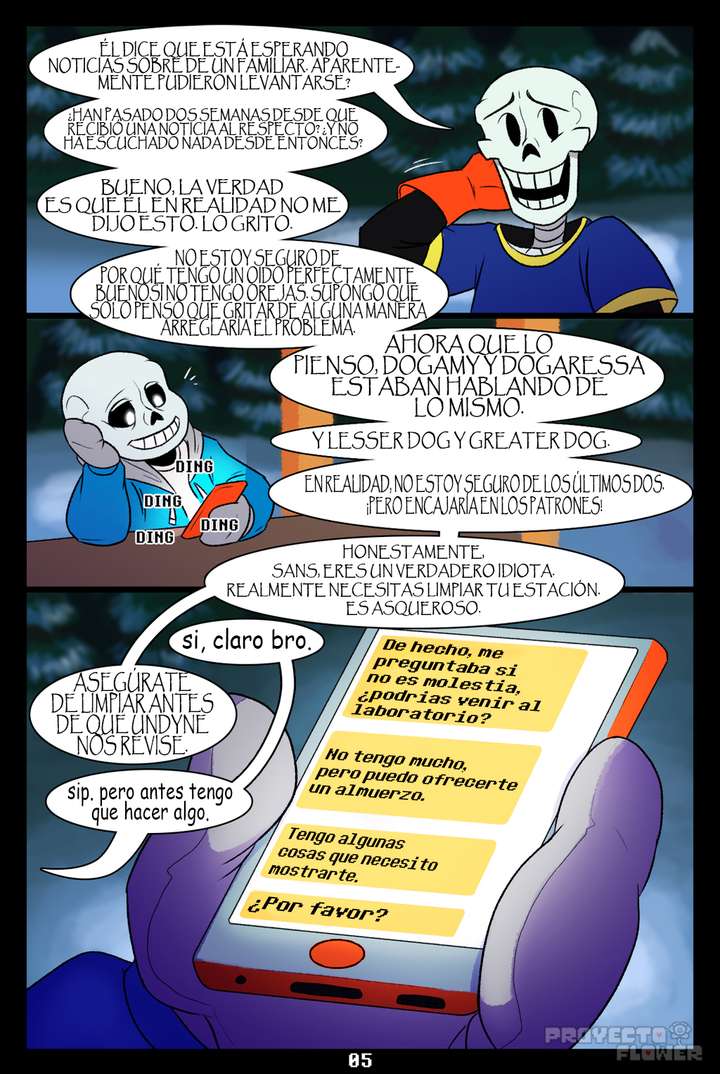 ÉL DICE QUE ESTÁ ESPERANDO
NOTICIAS SOBRE DE UN FAMILIAR. APARENTE-
MENTE PUDIERON LEVANTARSE?
¿HAN PASADO DOS SEMANAS DESDE QUE
RECIBIÓ UNA NOTICIA AL RESPECTO? ¿Y NO
HA ESCUCHADO NADA DESDE ENTONCES?
BUENO, LA VERDAD
ES QUE ÉL EN REALIDAD NO ME
DIJO ESTO. LO GRITO.
NO ESTOY SEGURO DE
POR QUÉ TENGO UN OIDO PERFECTAMENTE
BUENO SI NO TENGO OREJAS. SUPONGO QUE
SOLO PENSÓ QUE GRITAR DE ALGUNA MANERA
ARREGLARÍA EL PROBLEMA.
AHORA QUE LO
PIENSO, DOGAMY Y DOGARESSA
ESTABAN HABLANDO DE
LO MISMO.
Y LESSER DOG Y GREATER DOG.
EN REALIDAD, NO ESTOY SEGURO DE LOS ÚLTIMOS DOS.
¡PERO ENCAJARÍA EN LOS PATRONES!
DING
DING
DING
DING
HONESTAMENTE,
SANS, ERES UN VERDADERO IDIOTA.
REALMENTE NECESITAS LIMPIAR TU ESTACIÓN.
ES ASQUEROSO.
si, claro bro.
ASEGÚRATE
DE LIMPIAR ANTES
DE QUE UNDYNE
NOS REVISE.
sip. pero antes tengo
que hacer algo.
De hecho, me
preguntaba si
no es molestia,
¿podrias venir al
laboratorio?
No tengo mucho,
pero puedo ofrecerte
un almuerzo.
Tengo algunas
cosas que necesito
mostrarte.
¿Por favor?
PROYECTO
FLOWER
05